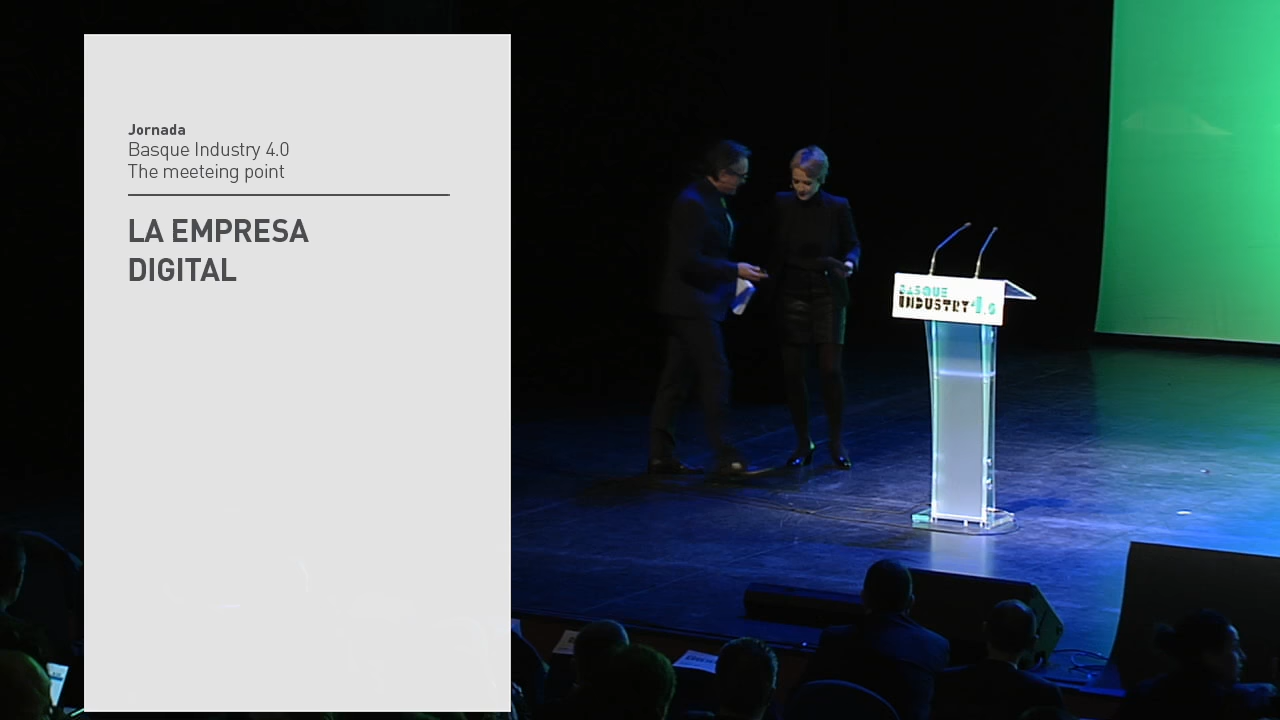 Jornada
Basque Industry 4.0
The meeteing point
LA EMPRESA
DIGITAL
BASQUE
INDUSTRY 4.0